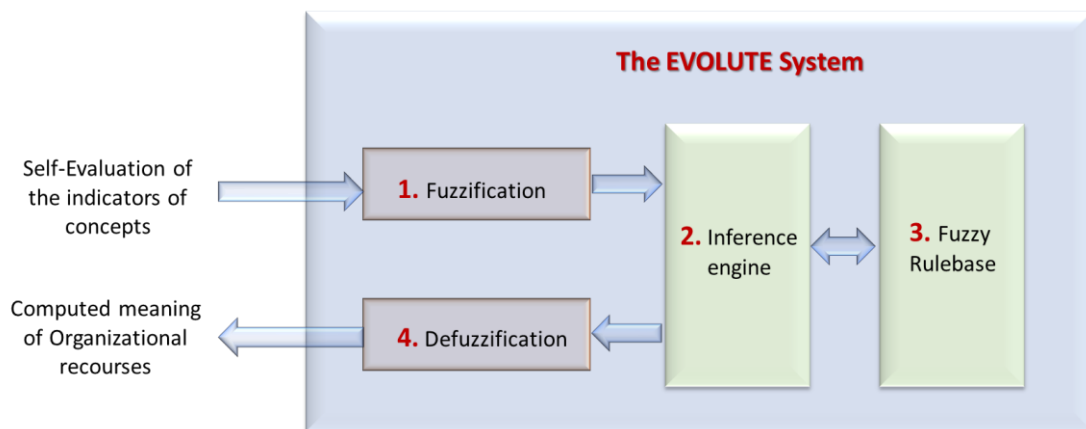 The EVOLUTE System
Self-Evaluation of
the indicators of
concepts
1. Fuzzification
2. Inference
engine
3. Fuzzy
Rulebase
Computed meaning
of Organizational
recourses
4. Defuzzification